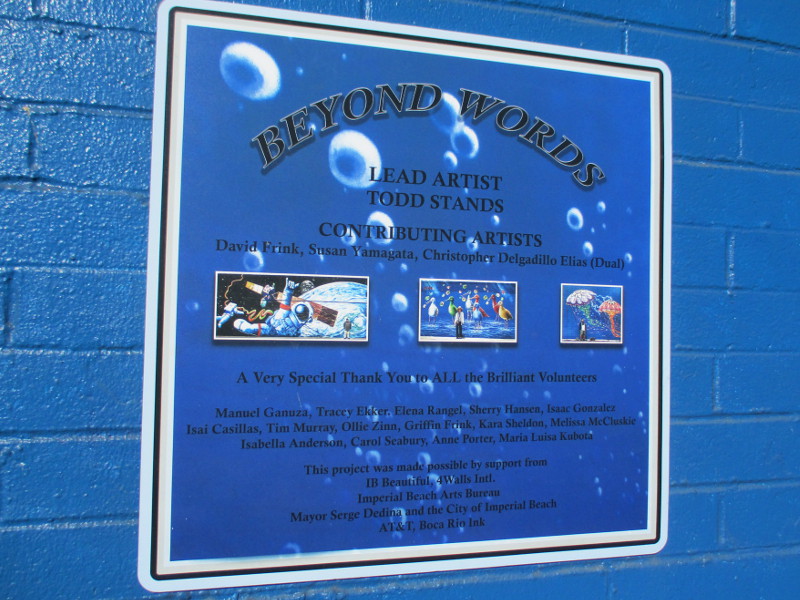 BEYOND WORDS
LEAD ARTIST
TODD STANDS
CONTRIBUTING ARTISTS
David Frink, Susan Yamagata, Christopher Delgadillo Elias (Dual)
A Very Special Thank You to ALL the Brilliant Volunteers
Manuel Ganuza, Tracey Ekker, Elena Rangel, Sherry Hansen, Isaac Gonzalez
Isai Casillas, Tim Murray, Ollie Zinn, Griffin Frink, Kara Sheldon, Melissa McCluskie
Isabella Anderson, Carol Seabury, Anne Porter, Maria Luisa Kubota
This project was made possible by support from
IB Beautiful, 4Walls Intl.
Imperial Beach Arts Bureau
Mayor Serge Dedina and the City of Imperial Beach
AT&T, Boca Rio Ink